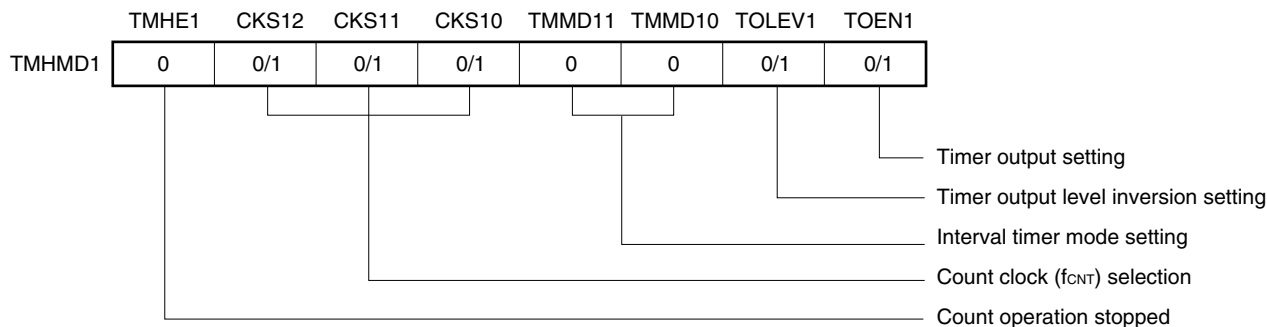 TMHE1 CKS12 CKS11 CKS10 TMMD11 TMMD10 TOLEV1 TOEN1
TMHMD1 0 0/1 0/1 0/1 0 0 0/1 0/1
Timer output setting
Timer output level inversion setting
Interval timer mode setting
Count clock (fCNT) selection
Count operation stopped